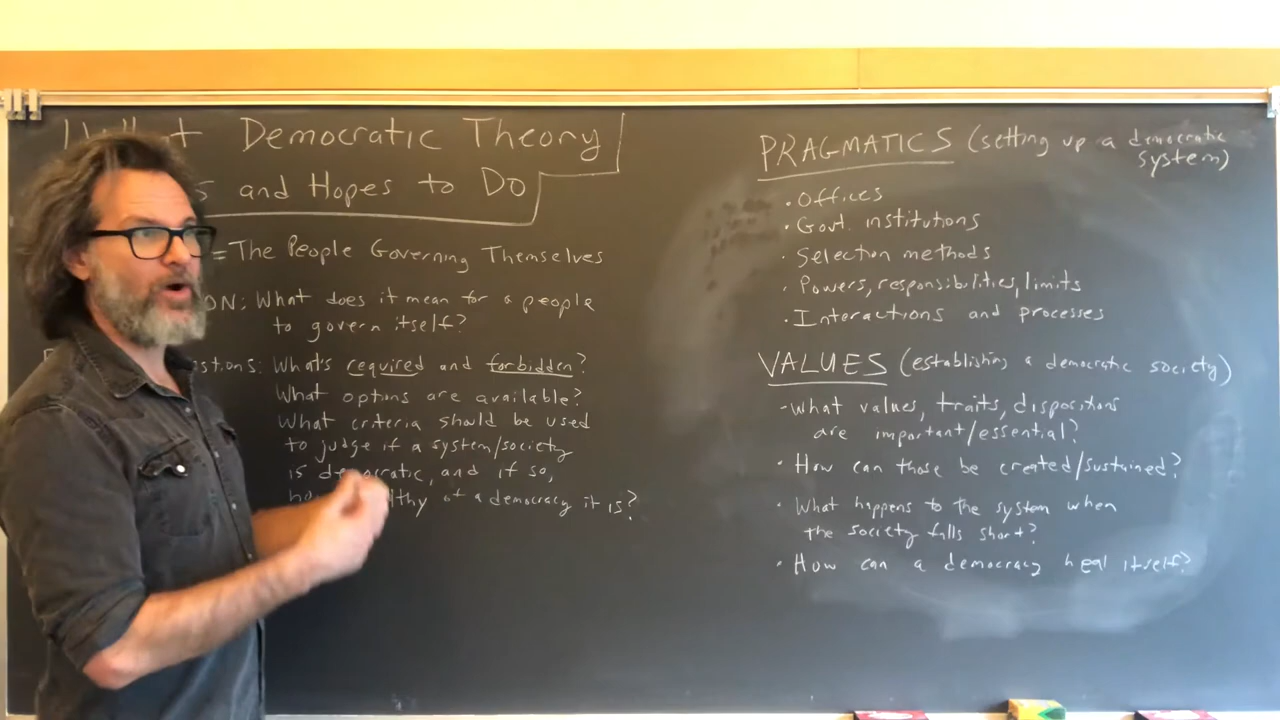 Democratic Theory
and Hopes to Do
= The People Governing Themselves
ON: What does it mean for a people
to govern itself?
stions: What's required and forbidden?
What options are available?
What criteria should be used
to judge if a system/society
is democratic, and if so,
lthy of a democracy it is?
PRAGMATICS (setting up a democratic
system)
• Offices
• Govt. institutions
• Selection methods
• Powers, responsibilities, limits
• Interactions and processes
VALUES (establishing a democratic society)
- What values, traits, dispositions
are important/essential?
• How can those be created/sustained?
• What happens to the system when
the society falls short?
• How can a democracy heal itself?